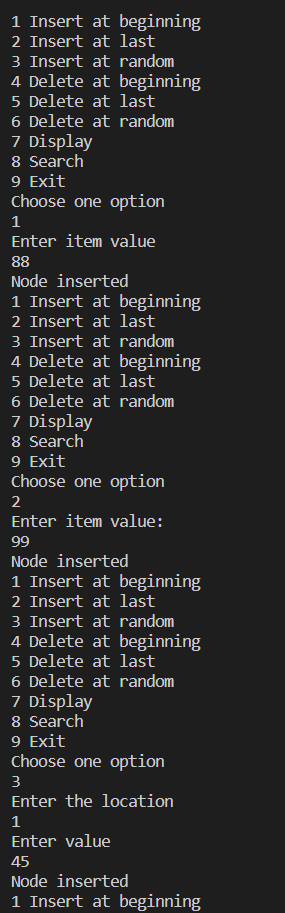 1 Insert at beginning
2 Insert at last
3 Insert at random
4 Delete at beginning
5 Delete at last
6 Delete at random
7 Display
8 Search
9 Exit
Choose one option
1
Enter item value
88
Node inserted
1 Insert at beginning
2 Insert at last
3 Insert at random
4 Delete at beginning
5 Delete at last
6 Delete at random
7 Display
8 Search
9 Exit
Choose one option
2
Enter item value:
99
Node inserted
1 Insert at beginning
2 Insert at last
3 Insert at random
4 Delete at beginning
5 Delete at last
6 Delete at random
7 Display
8 Search
9 Exit
Choose one option
3
Enter the location
1
Enter value
45
Node inserted
1 Insert at beginning